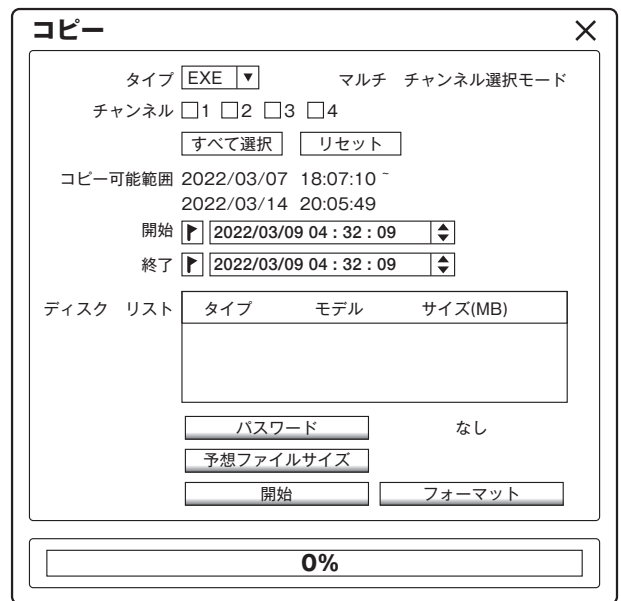 コピー
タイプ EXE ▼ マルチ チャンネル選択モード
チャンネル □1 □2 □3 □4
すべて選択 リセット
コピー可能範囲 2022/03/07 18:07:10 ~
2022/03/14 20:05:49
開始 2022/03/09 04 : 32 : 09
終了 2022/03/09 04 : 32 : 09
ディスク リスト タイプ モデル サイズ(MB)
パスワード なし
予想ファイルサイズ
開始 フォーマット
0%